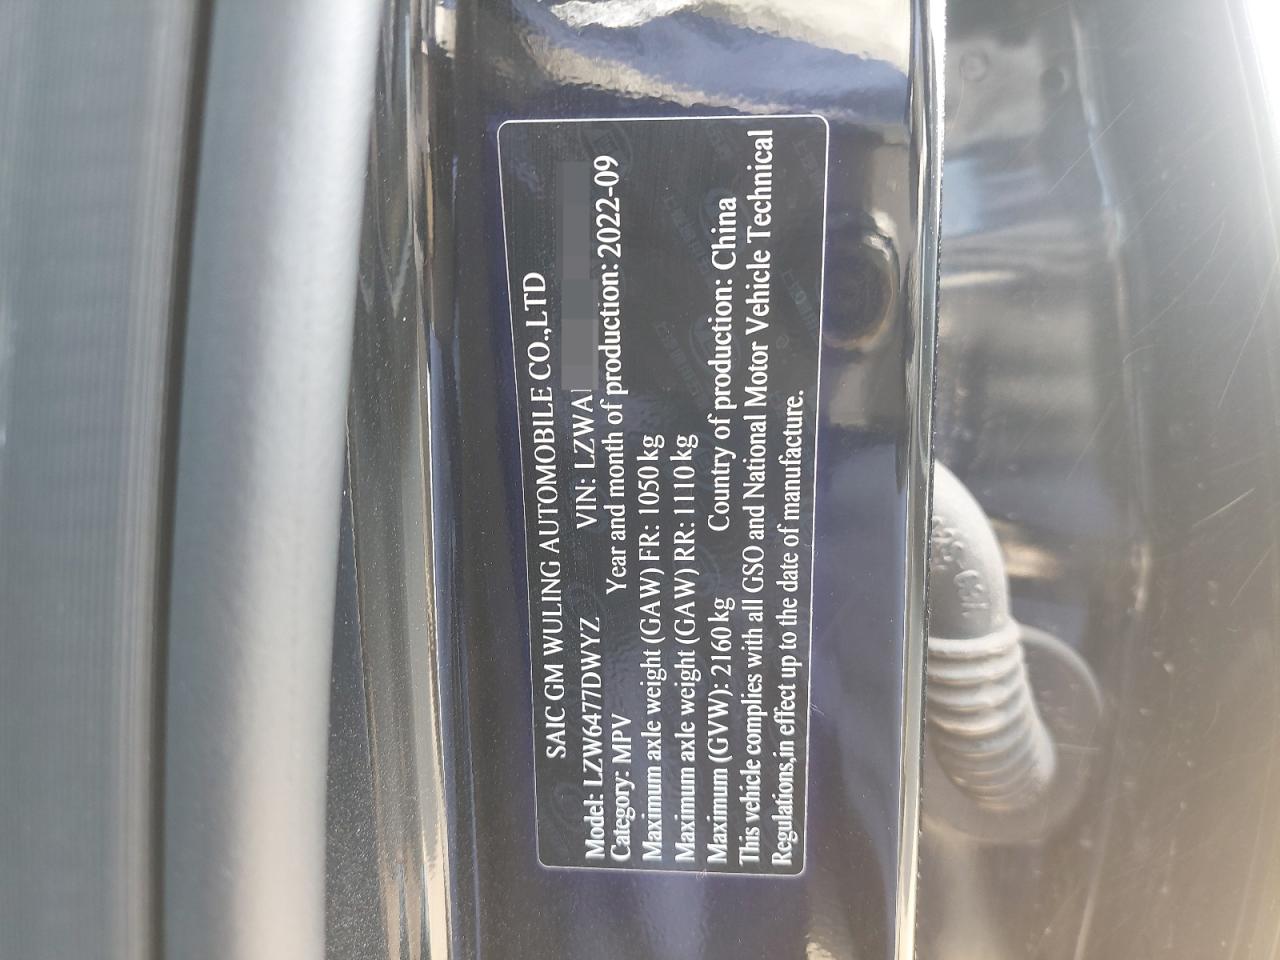 SAIC GM WULING AUTOMOBILE CO.,LTD
Model: LZW6477DWYZ VIN: LZWA
Category: MPV Year and month of production: 2022-09
Maximum axle weight (GAW) FR: 1050 kg
Maximum axle weight (GAW) RR: 1110 kg
Maximum (GVW): 2160 kg Country of production: China
This vehicle complies with all GSO and National Motor Vehicle Technical
Regulations,in effect up to the date of manufacture.